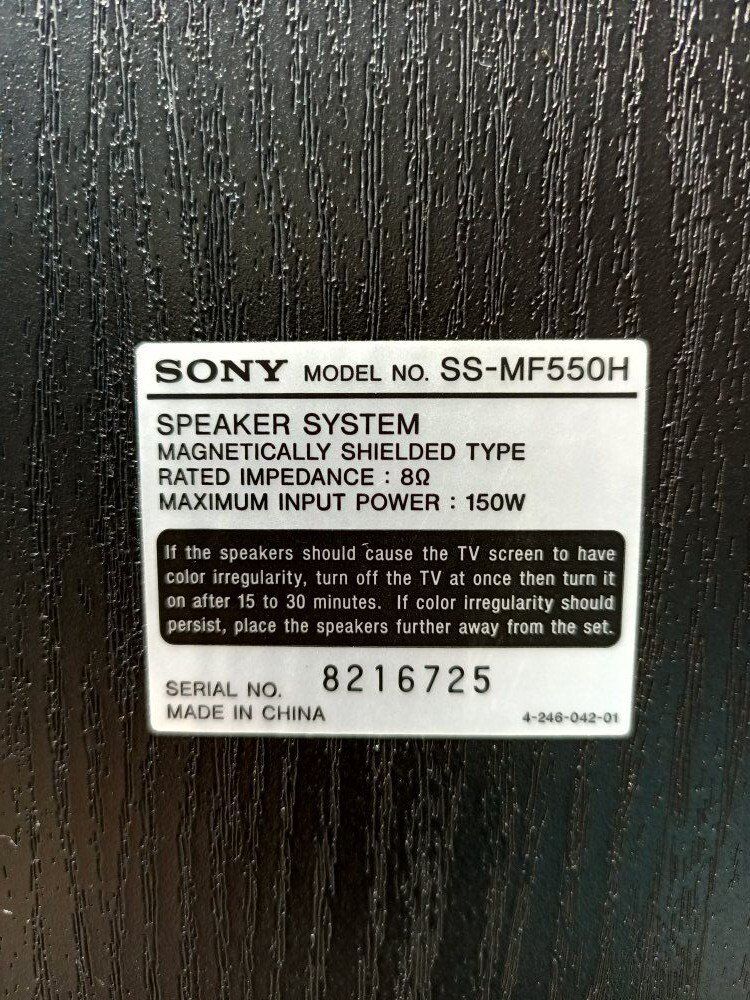 SONY MODEL NO. SS-MF550H
SPEAKER SYSTEM
MAGNETICALLY SHIELDED TYPE
RATED IMPEDANCE : 8Ω
MAXIMUM INPUT POWER : 150W
If the speakers should cause the TV screen to have
color irregularity, turn off the TV at once then turn it
on after 15 to 30 minutes. If color irregularity should
persist, place the speakers further away from the set.
SERIAL NO. 8216725
MADE IN CHINA 4-246-042-01